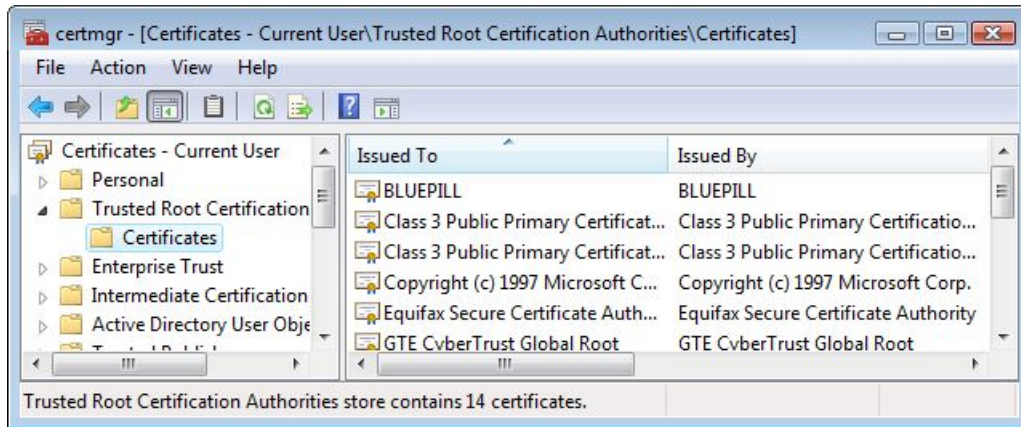 certmgr - [Certificates - Current User\Trusted Root Certification Authorities\Certificates]
File Action View Help
Certificates - Current User
Personal
Trusted Root Certification
Certificates
Enterprise Trust
Intermediate Certification
Active Directory User Obje
Issued To Issued By
BLUEPILL BLUEPILL
Class 3 Public Primary Certificat... Class 3 Public Primary Certificatio...
Class 3 Public Primary Certificat... Class 3 Public Primary Certificatio...
Copyright (c) 1997 Microsoft C... Copyright (c) 1997 Microsoft Corp.
Equifax Secure Certificate Auth... Equifax Secure Certificate Authority
GTE CyberTrust Global Root GTE CyberTrust Global Root
Trusted Root Certification Authorities store contains 14 certificates.